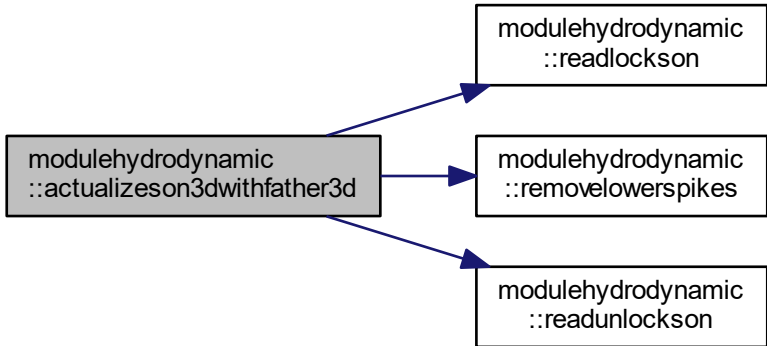 modulehydrodynamic
::readlockson
modulehydrodynamic
::actualizeson3dwithfather3d
modulehydrodynamic
::removelowerspikes
modulehydrodynamic
::readunlockson